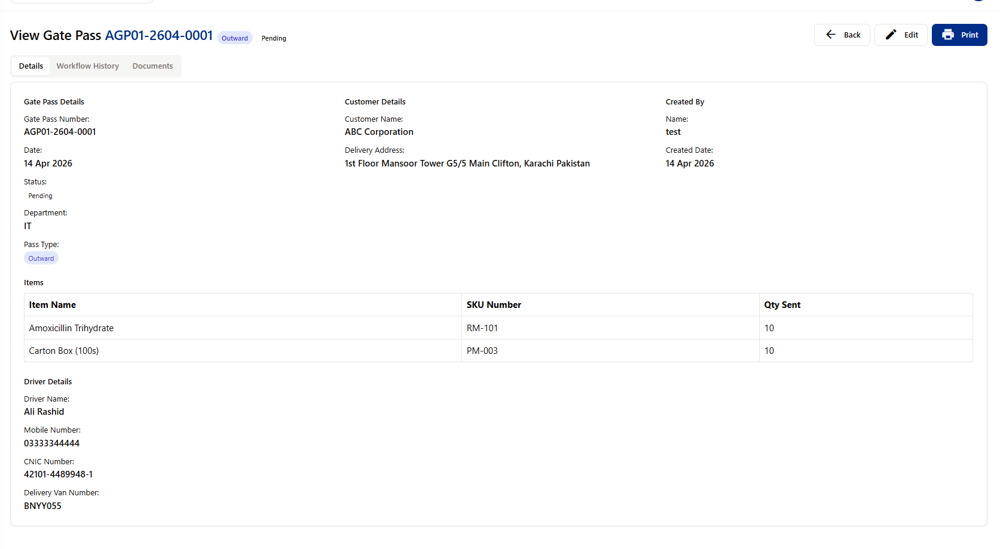 View Gate Pass AGP01-2604-0001 Outward Pending
Back Edit Print
Details Workflow History Documents
Gate Pass Details
Gate Pass Number:
AGP01-2604-0001
Date:
14 Apr 2026
Status:
Pending
Department:
IT
Pass Type:
Outward
Customer Details
Customer Name:
ABC Corporation
Delivery Address:
1st Floor Mansoor Tower G5/5 Main Clifton, Karachi Pakistan
Created By
Name:
test
Created Date:
14 Apr 2026
Items
Item Name SKU Number Qty Sent
Amoxicillin Trihydrate RM-101 10
Carton Box (100s) PM-003 10
Driver Details
Driver Name:
Ali Rashid
Mobile Number:
03333344444
CNIC Number:
42101-4489948-1
Delivery Van Number:
BNYY055